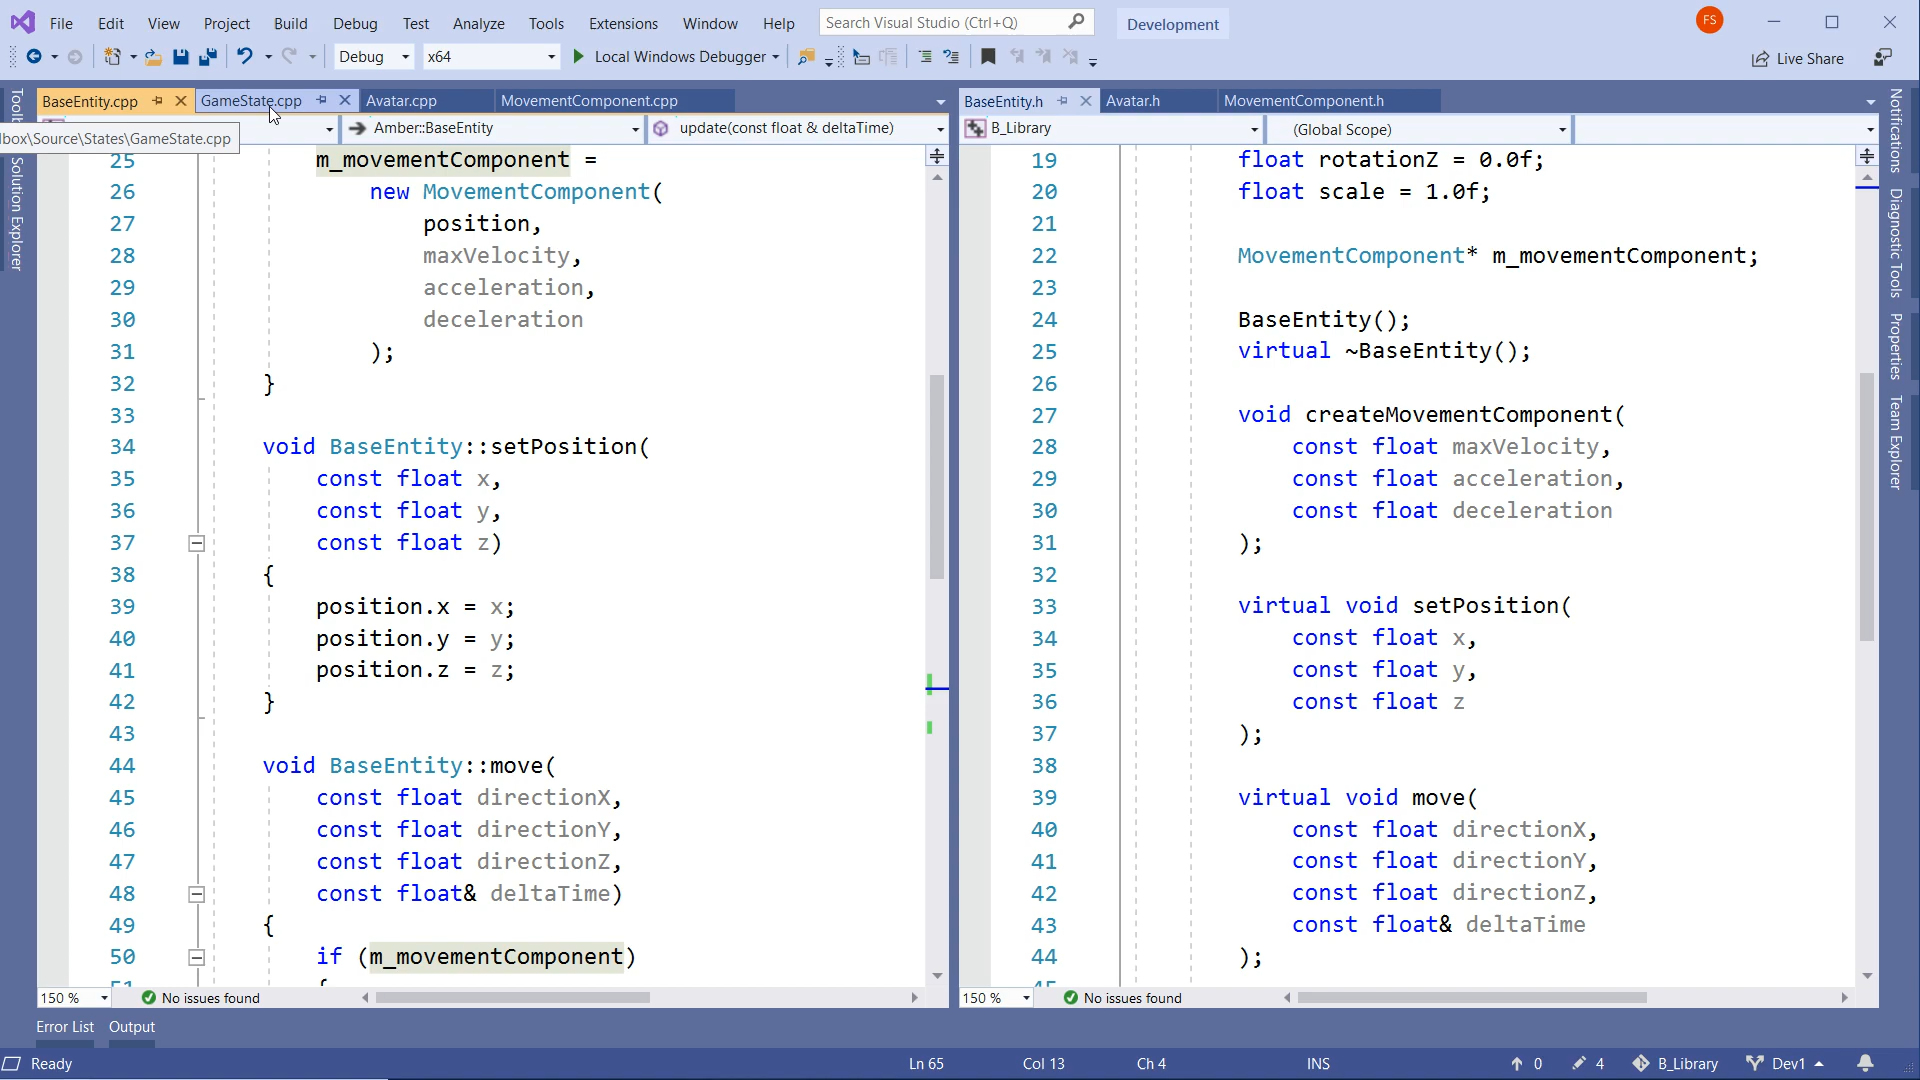 File Edit View Project Build Debug Test Analyze Tools Extensions Window Help Search Visual Studio (Ctrl+Q) Development FS
Debug x64 Local Windows Debugger Live Share
BaseEntity.cpp GameState.cpp Avatar.cpp MovementComponent.cpp
Amber::BaseEntity update(const float & deltaTime)
lbox\Source\States\GameState.cpp
25 m_movementComponent =
26 new MovementComponent(
27 position,
28 maxVelocity,
29 acceleration,
30 deceleration
31 );
32 }
33
34 void BaseEntity::setPosition(
35 const float x,
36 const float y,
37 const float z)
38 {
39 position.x = x;
40 position.y = y;
41 position.z = z;
42 }
43
44 void BaseEntity::move(
45 const float directionX,
46 const float directionY,
47 const float directionZ,
48 const float& deltaTime)
49 {
50 if (m_movementComponent)
51 {
150 % No issues found
BaseEntity.h Avatar.h MovementComponent.h
B_Library (Global Scope)
19 float rotationZ = 0.0f;
20 float scale = 1.0f;
21
22 MovementComponent* m_movementComponent;
23
24 BaseEntity();
25 virtual ~BaseEntity();
26
27 void createMovementComponent(
28 const float maxVelocity,
29 const float acceleration,
30 const float deceleration
31 );
32
33 virtual void setPosition(
34 const float x,
35 const float y,
36 const float z
37 );
38
39 virtual void move(
40 const float directionX,
41 const float directionY,
42 const float directionZ,
43 const float& deltaTime
44 );
45
150 % No issues found
Solution Explorer
Notifications
Diagnostic Tools
Properties
Team Explorer
Error List Output
Ready Ln 65 Col 13 Ch 4 INS 0 4 B_Library Dev1